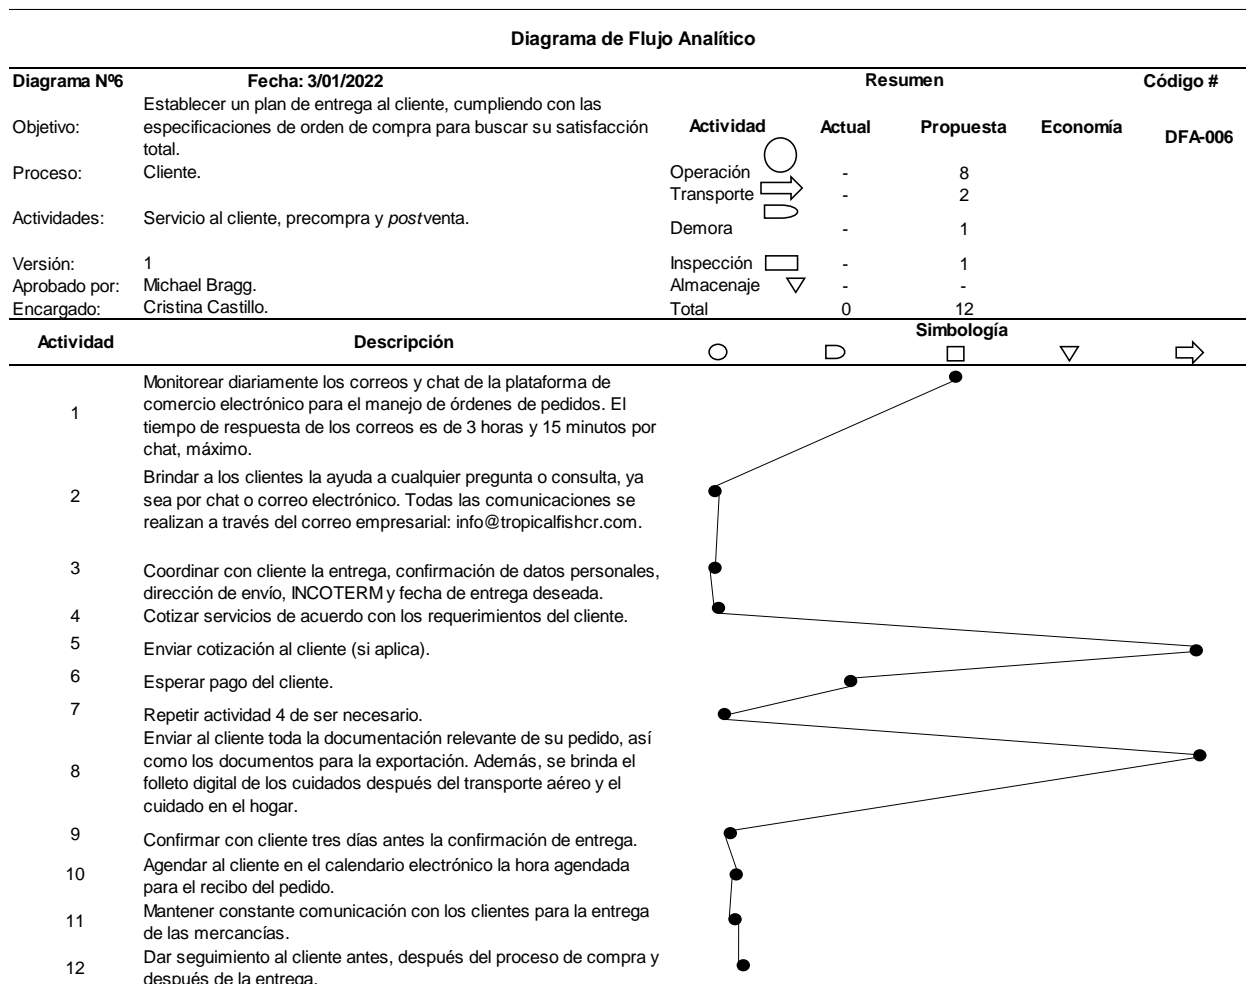 Diagrama de Flujo Analítico
Diagrama Nº6 Fecha: 3/01/2022 Resumen Código #
Objetivo: Establecer un plan de entrega al cliente, cumpliendo con las
especificaciones de orden de compra para buscar su satisfacción
total.
Actividad Actual Propuesta Economía DFA-006
Proceso: Cliente.
Operación - 8
Transporte - 2
Actividades: Servicio al cliente, precompra y postventa.
Demora - 1
Versión: 1
Inspección - 1
Aprobado por: Michael Bragg.
Almacenaje - -
Encargado: Cristina Castillo.
Total 0 12
Actividad Descripción Simbología
1 Monitorear diariamente los correos y chat de la plataforma de
comercio electrónico para el manejo de órdenes de pedidos. El
tiempo de respuesta de los correos es de 3 horas y 15 minutos por
chat, máximo.
2 Brindar a los clientes la ayuda a cualquier pregunta o consulta, ya
sea por chat o correo electrónico. Todas las comunicaciones se
realizan a través del correo empresarial: info@tropicalfishcr.com.
3 Coordinar con cliente la entrega, confirmación de datos personales,
dirección de envío, INCOTERM y fecha de entrega deseada.
4 Cotizar servicios de acuerdo con los requerimientos del cliente.
5 Enviar cotización al cliente (si aplica).
6 Esperar pago del cliente.
7 Repetir actividad 4 de ser necesario.
8 Enviar al cliente toda la documentación relevante de su pedido, así
como los documentos para la exportación. Además, se brinda el
folleto digital de los cuidados después del transporte aéreo y el
cuidado en el hogar.
9 Confirmar con cliente tres días antes la confirmación de entrega.
10 Agendar al cliente en el calendario electrónico la hora agendada
para el recibo del pedido.
11 Mantener constante comunicación con los clientes para la entrega
de las mercancías.
12 Dar seguimiento al cliente antes, después del proceso de compra y
después de la entrega.